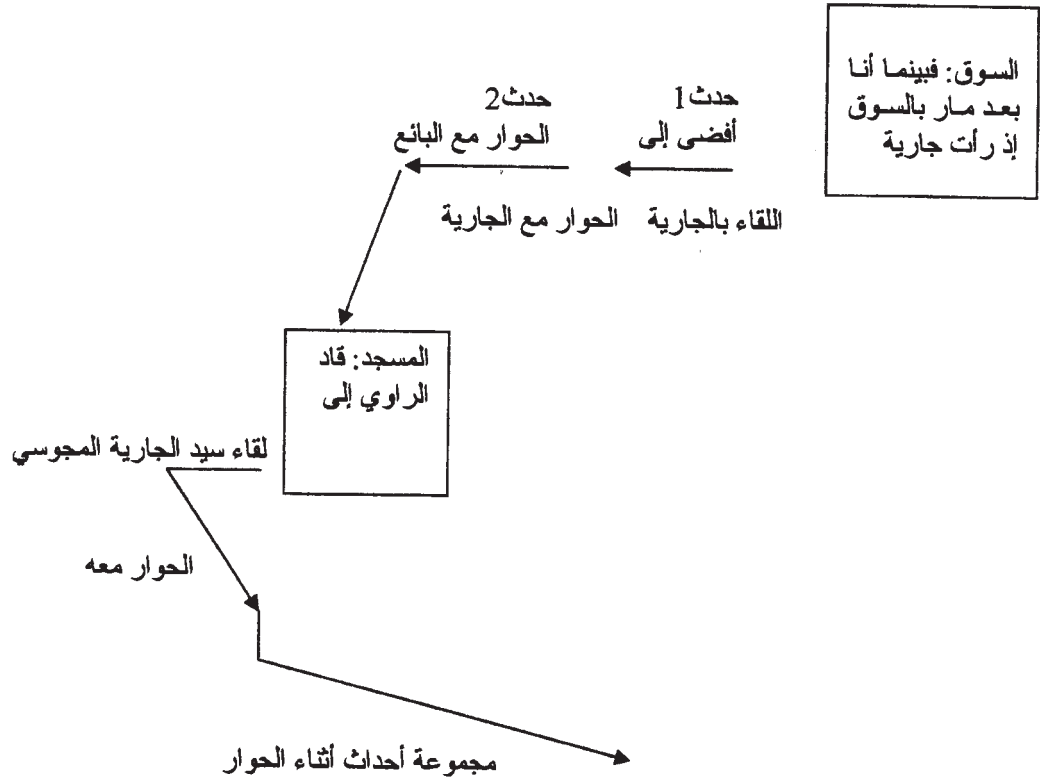 السوق: فبينما أنا
بعد مار بالسوق
إذ رأت جارية
حدث1
أفضى إلى
حدث2
الحوار مع البائع
اللقاء بالجارية
الحوار مع الجارية
المسجد: قاد
الراوي إلى
لقاء سيد الجارية المجوسي
الحوار معه
مجموعة أحداث أثناء الحوار